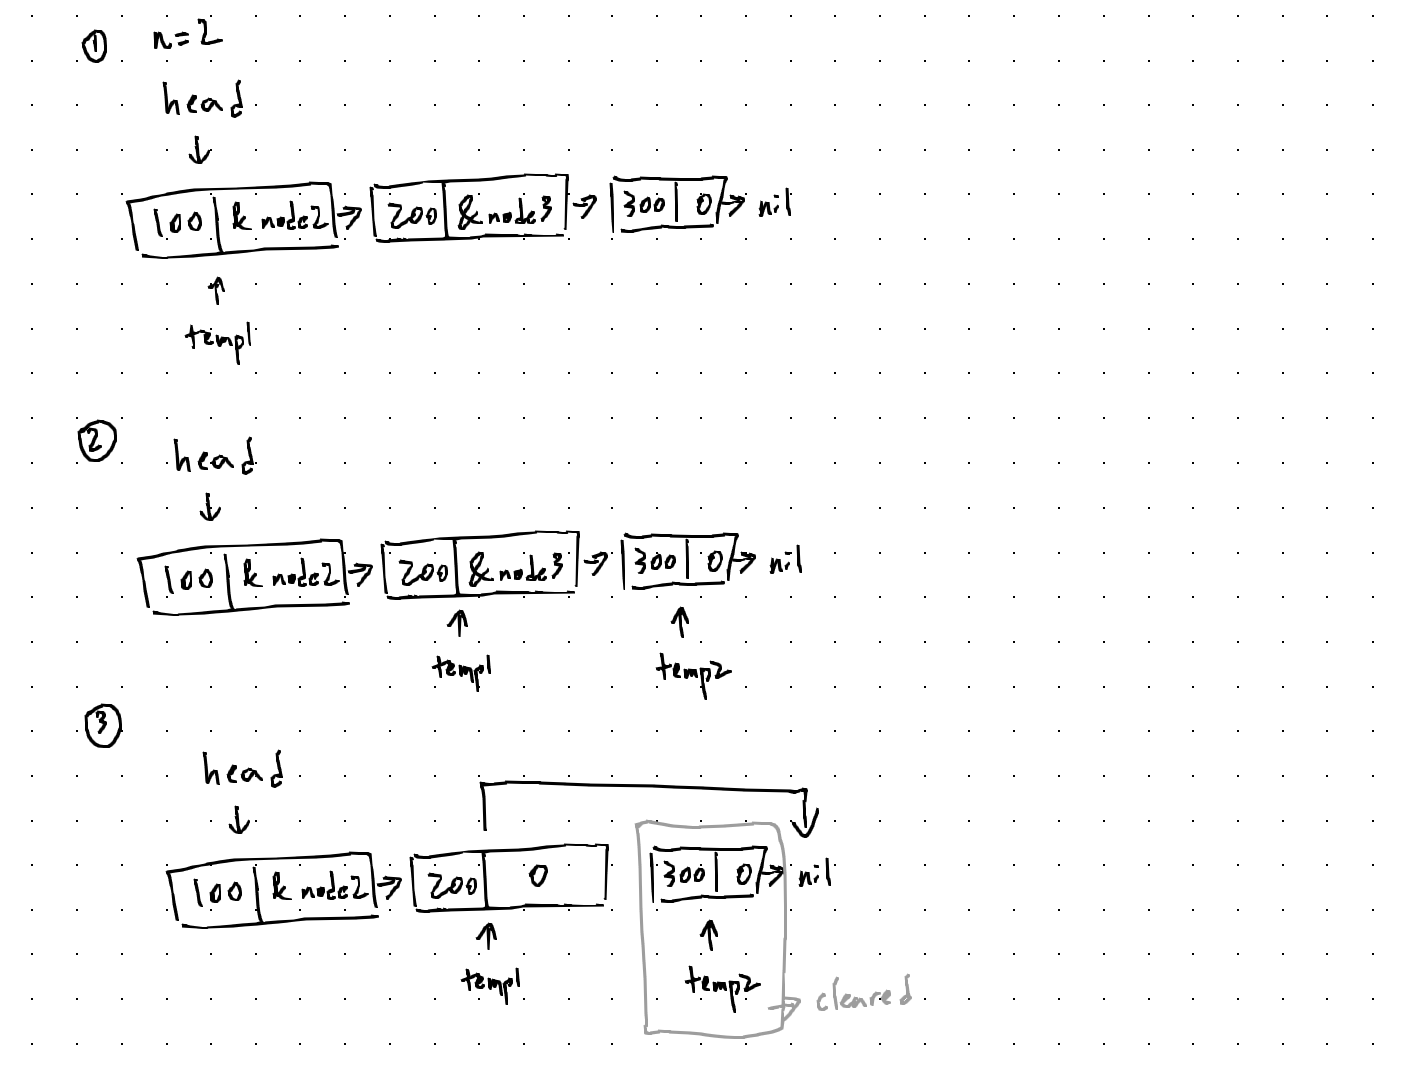 ① n=2
head
↓
100 & node2 → 200 &node3 → 300 0 → nil
↑
temp1
② head
↓
100 & node2 → 200 &node3 → 300 0 → nil
↑ ↑
temp1 temp2
③
head
↓
100 & node2 → 200 0 300 0 → nil
↑ ↑
temp1 temp2
→ cleared